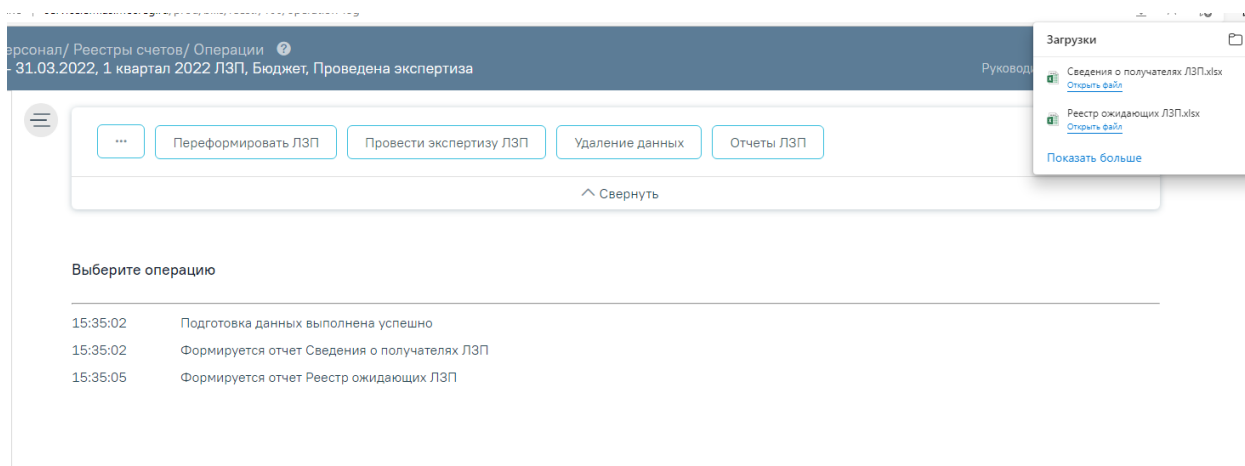 Загрузки
ерсонал/ Реестры счетов/ Операции
- 31.03.2022, 1 квартал 2022 ЛЗП, Бюджет, Проведена экспертиза
Сведения о получателях ЛЗП.xlsx
Открыть файл
Реестр ожидающих ЛЗП.xlsx
Открыть файл
Показать больше
... Переформировать ЛЗП Провести экспертизу ЛЗП Удаление данных Отчеты ЛЗП
Свернуть
Выберите операцию
15:35:02 Подготовка данных выполнена успешно
15:35:02 Формируется отчет Сведения о получателях ЛЗП
15:35:05 Формируется отчет Реестр ожидающих ЛЗП